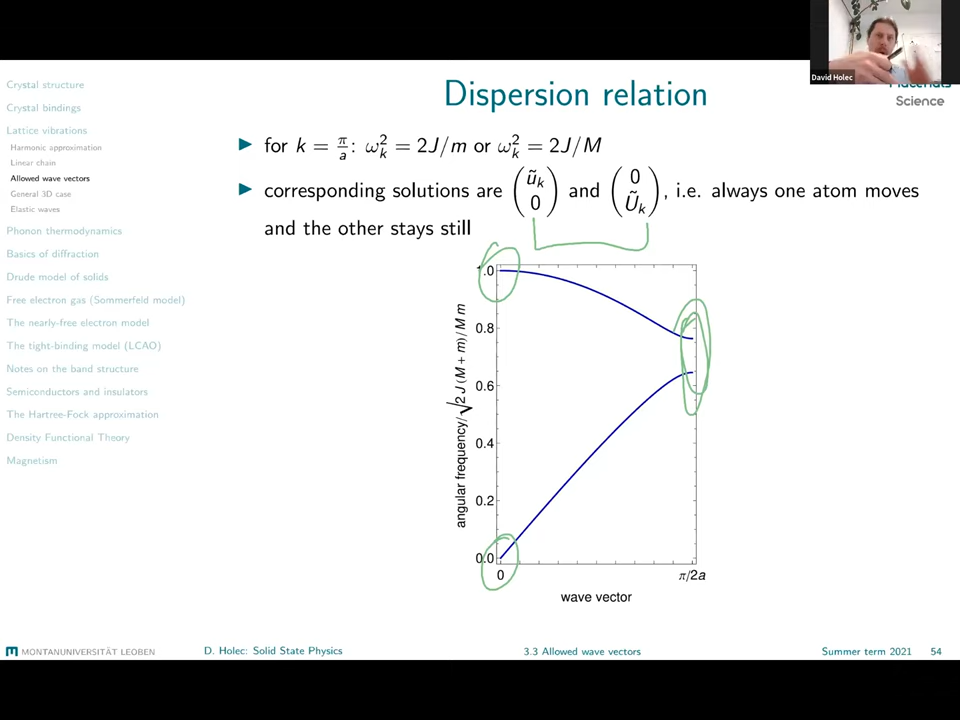 David Holec
Materials
Science
Dispersion relation
Crystal structure
Crystal bindings
Lattice vibrations
Harmonic approximation
Linear chain
Allowed wave vectors
General 3D case
Elastic waves
Phonon thermodynamics
Basics of diffraction
Drude model of solids
Free electron gas (Sommerfeld model)
The nearly-free electron model
The tight-binding model (LCAO)
Notes on the band structure
Semiconductors and insulators
The Hartree-Fock approximation
Density Functional Theory
Magnetism
▶ for k = π/a: ω²ₖ = 2J/m or ω²ₖ = 2J/M
▶ corresponding solutions are (ũₖ 0) and (0 Ũₖ), i.e. always one atom moves
and the other stays still
1.0
0.8
0.6
0.4
0.2
0.0
angular frequency/√2 J (M + m)/M m
0 π/2a
wave vector
MONTANUNIVERSITÄT LEOBEN D. Holec: Solid State Physics 3.3 Allowed wave vectors Summer term 2021 54